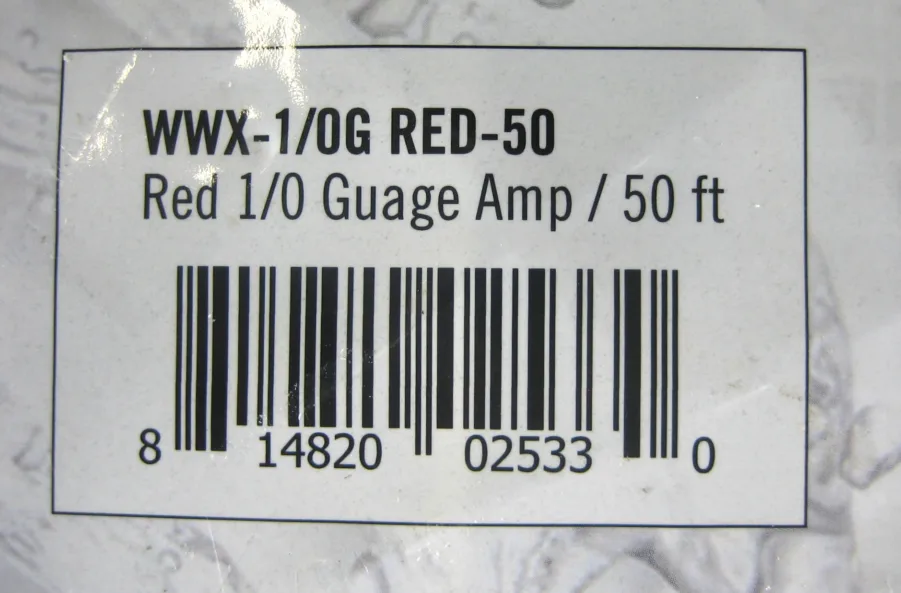 WWX-1/0G RED-50
Red 1/0 Guage Amp / 50 ft
8 14820 02533 0